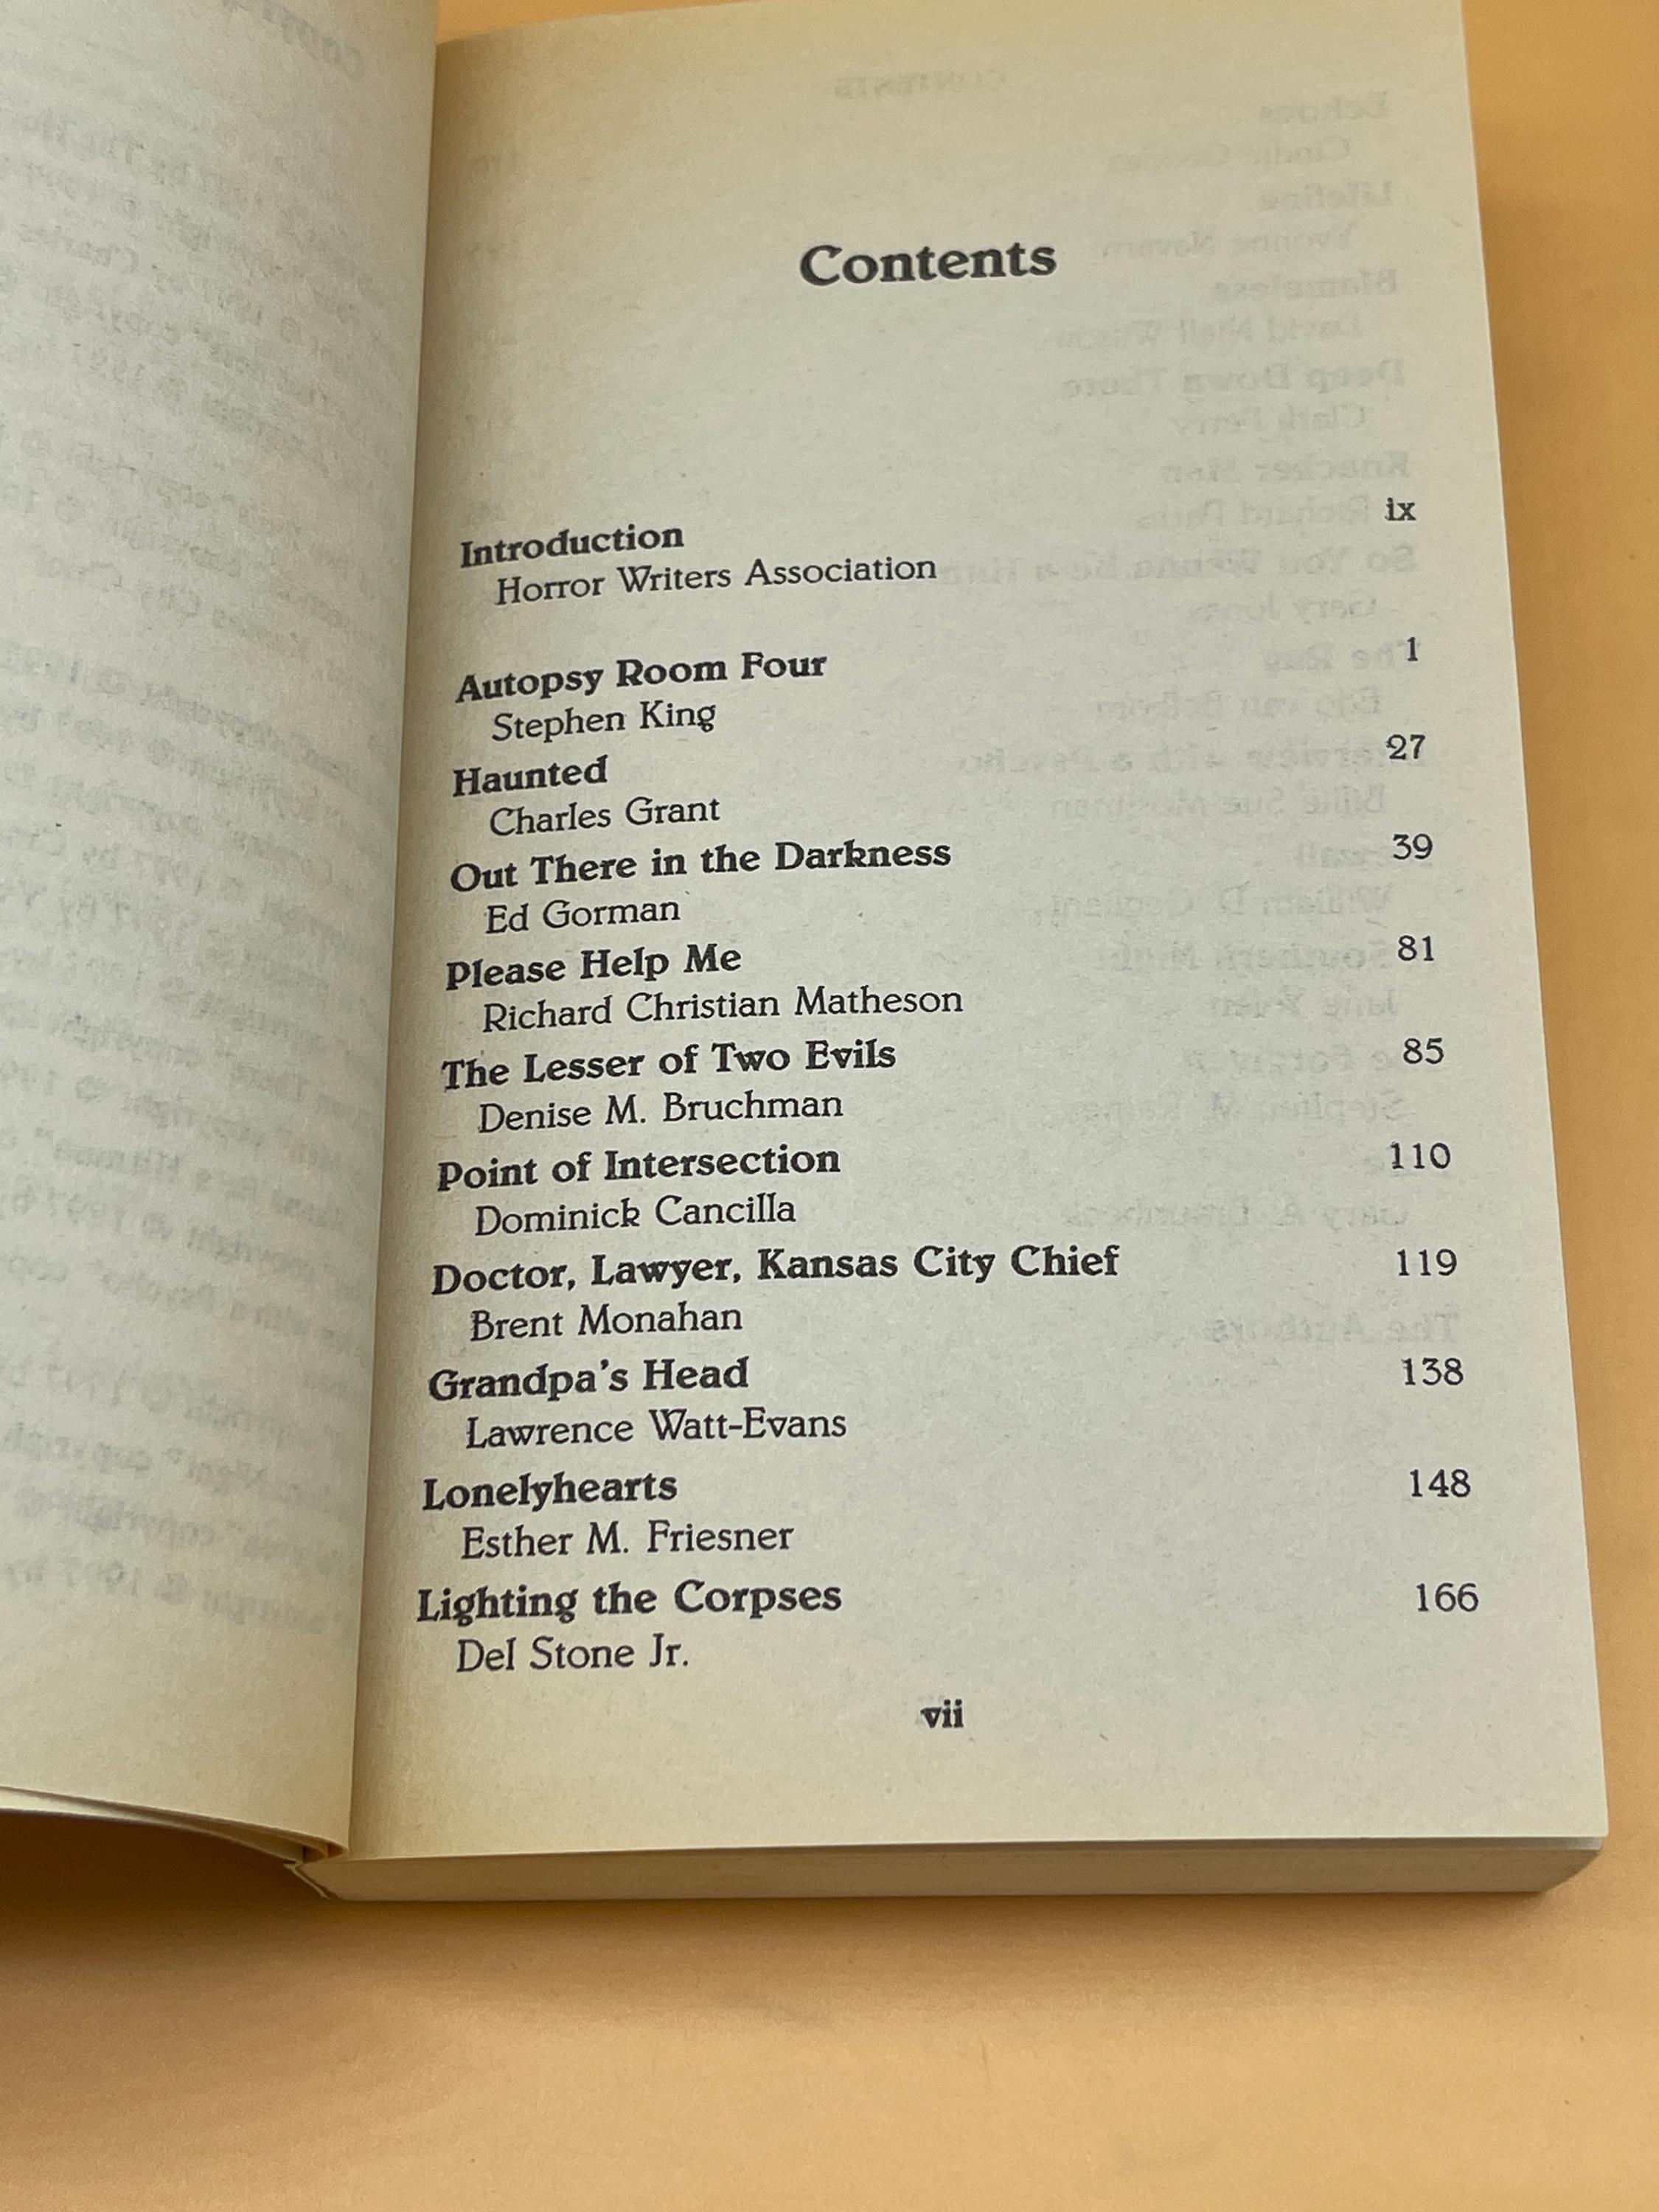 Contents
Introduction ix
Horror Writers Association
Autopsy Room Four 1
Stephen King
Haunted 27
Charles Grant
Out There in the Darkness 39
Ed Gorman
Please Help Me 81
Richard Christian Matheson
The Lesser of Two Evils 85
Denise M. Bruchman
Point of Intersection 110
Dominick Cancilla
Doctor, Lawyer, Kansas City Chief 119
Brent Monahan
Grandpa's Head 138
Lawrence Watt-Evans
Lonelyhearts 148
Esther M. Friesner
Lighting the Corpses 166
Del Stone Jr.
vii